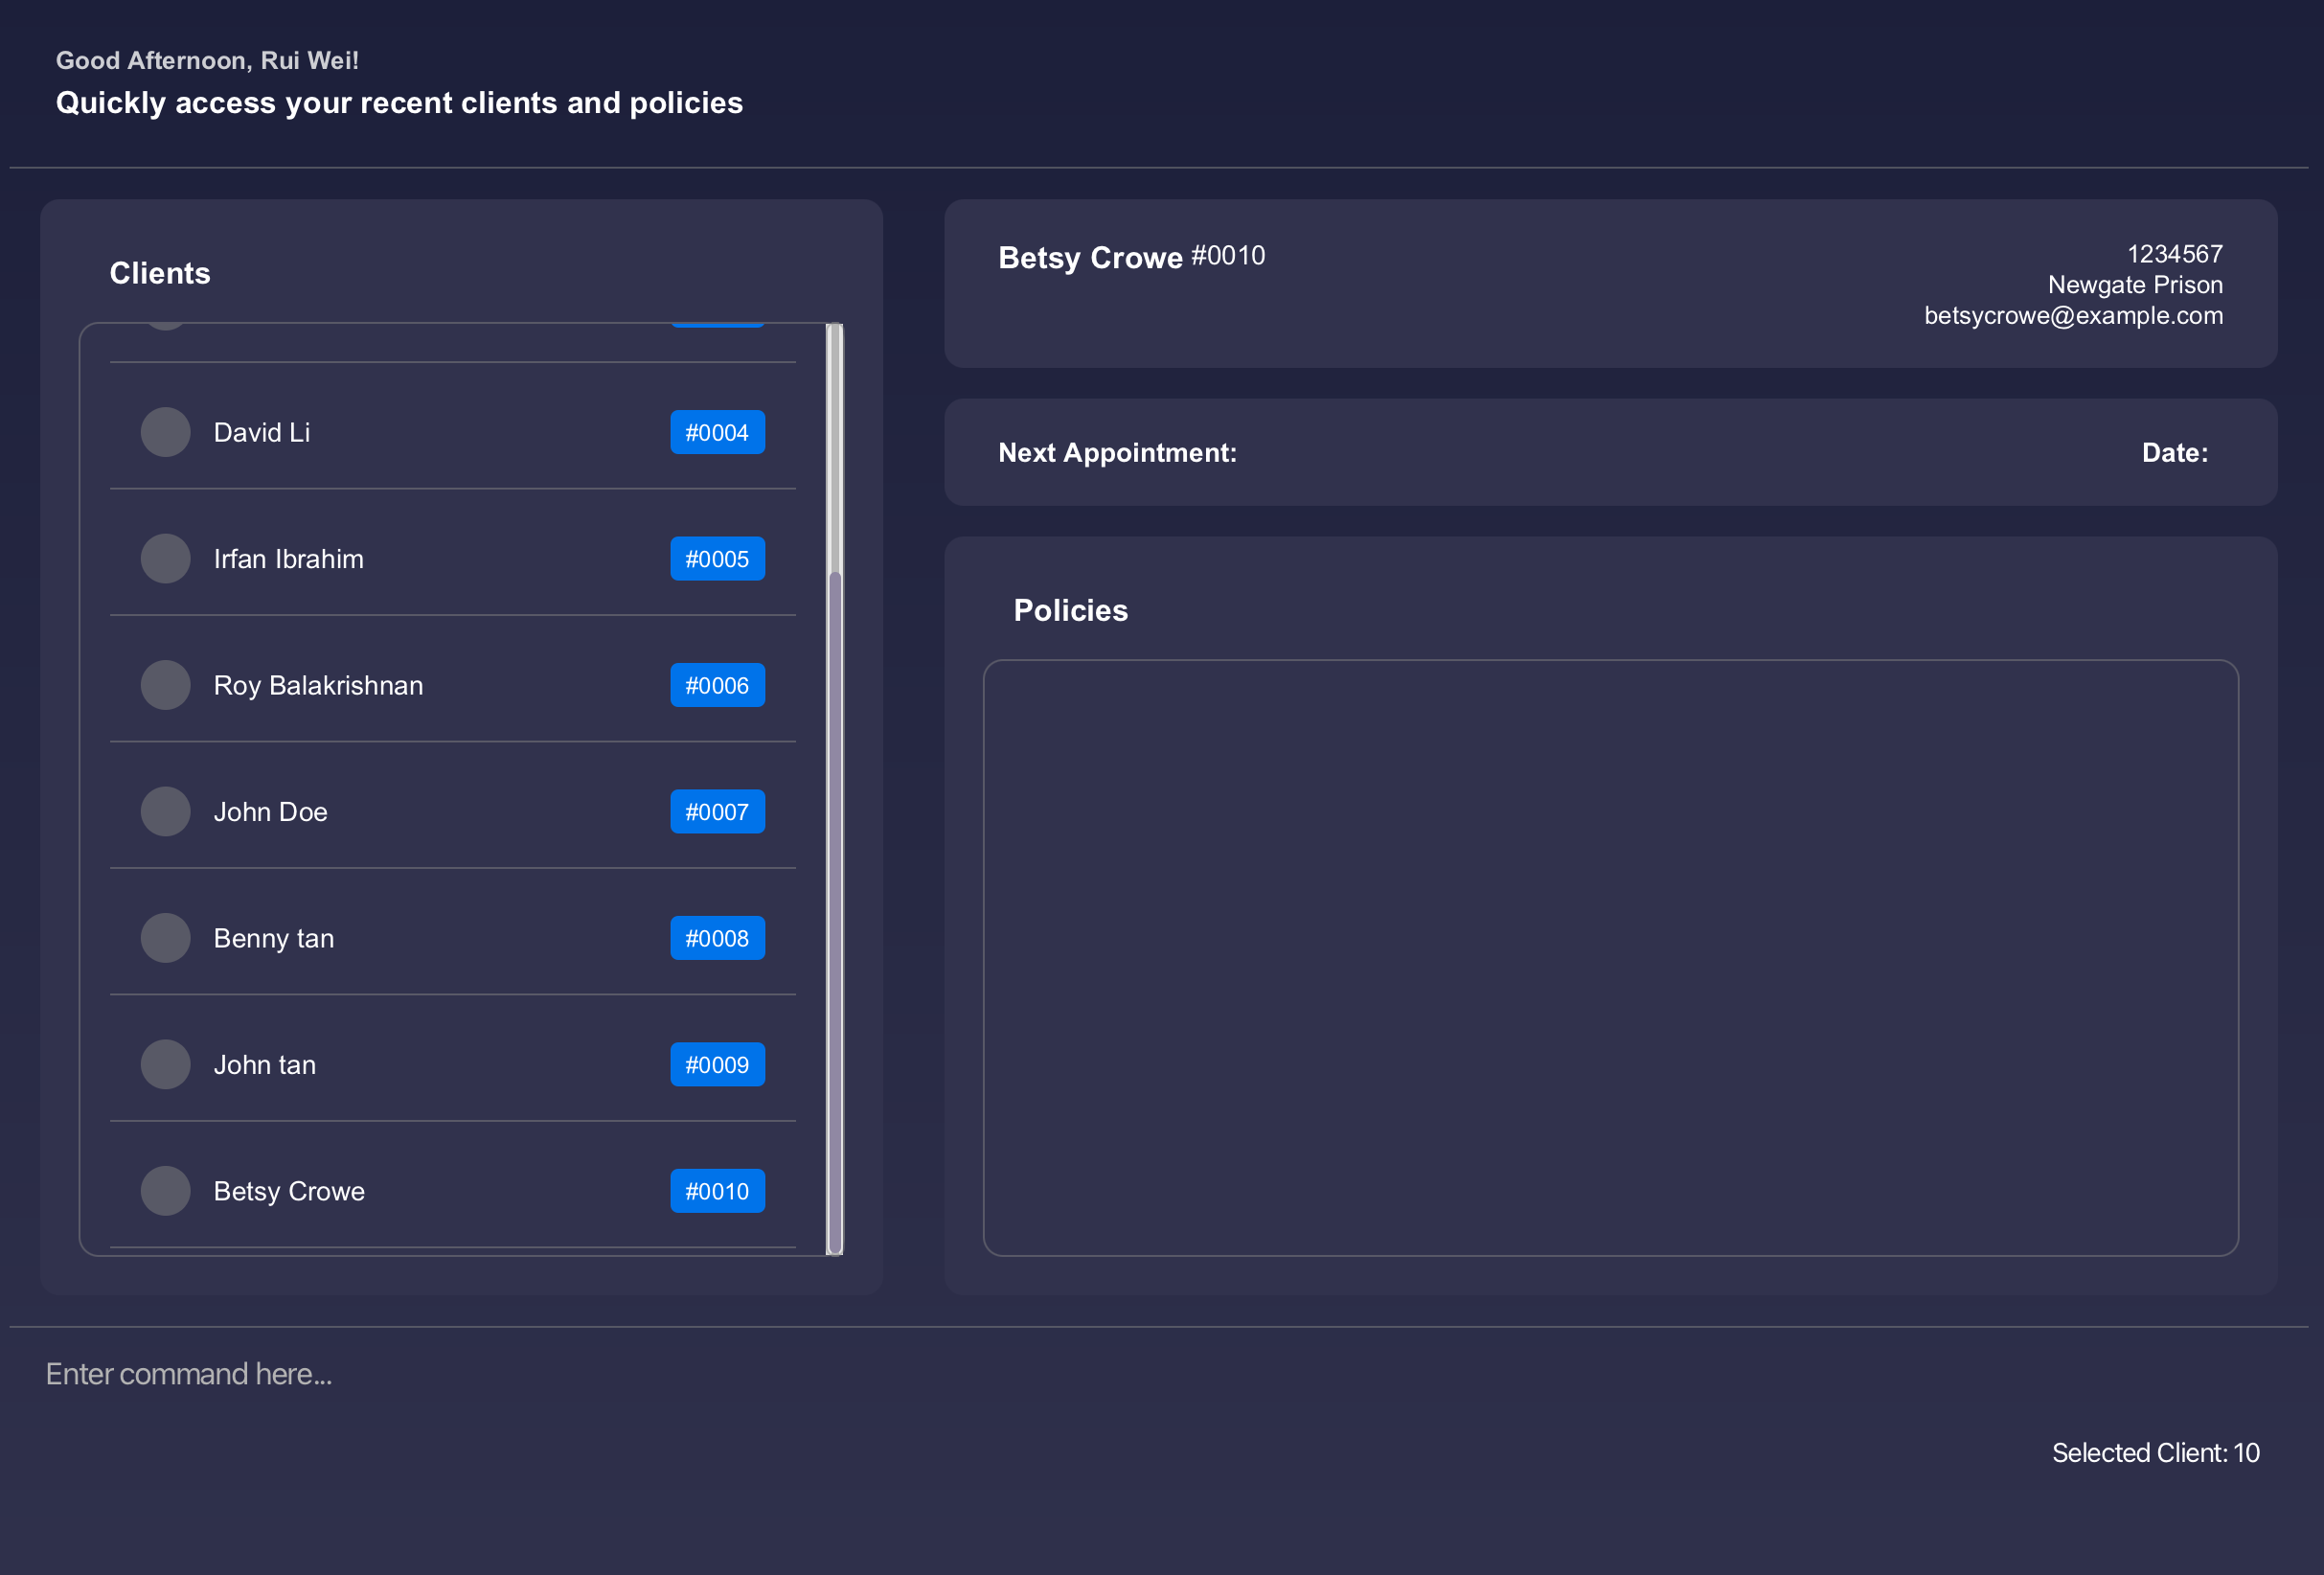 Good Afternoon, Rui Wei!
Quickly access your recent clients and policies
Clients
David Li #0004
Irfan Ibrahim #0005
Roy Balakrishnan #0006
John Doe #0007
Benny tan #0008
John tan #0009
Betsy Crowe #0010
Betsy Crowe #0010
1234567
Newgate Prison
betsycrowe@example.com
Next Appointment: Date:
Policies
Enter command here...
Selected Client: 10